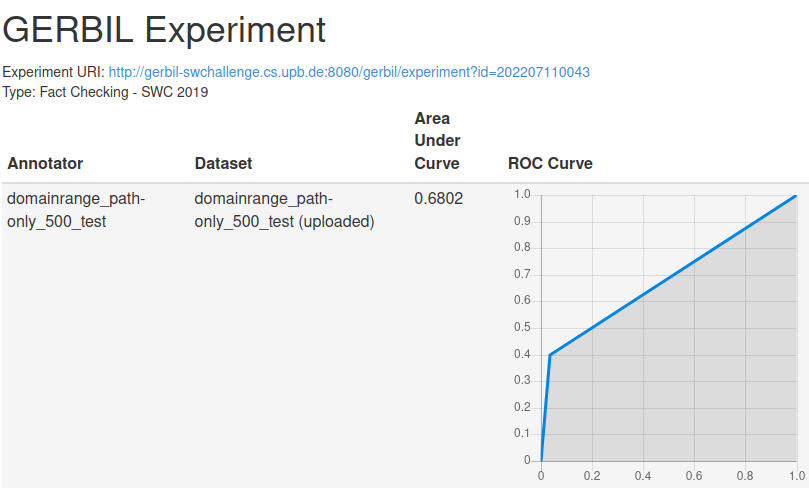 GERBIL Experiment
Experiment URI: http://gerbil-swchallenge.cs.upb.de:8080/gerbil/experiment?id=202207110043
Type: Fact Checking - SWC 2019
Area
Under
Annotator Dataset Curve ROC Curve
domainrange_path- domainrange_path- 0.6802
only_500_test only_500_test (uploaded)
1.0
0.9
0.8
0.7
0.6
0.5
0.4
0.3
0.2
0.1
0
0 0.2 0.4 0.6 0.8 1.0